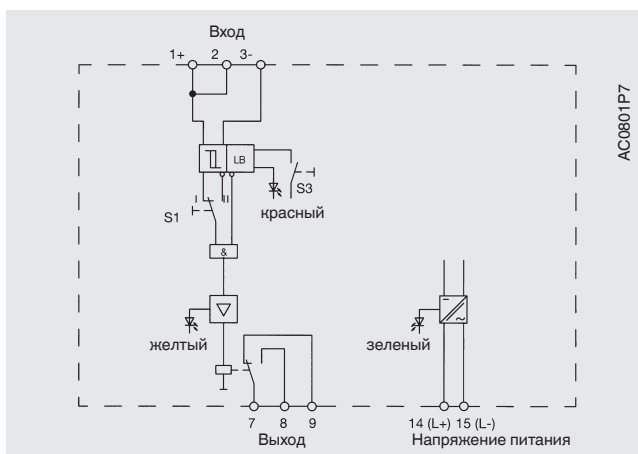 Вход
1+ 2 3-
AC0801P7
LB
S3
I II
красный
S1
&
желтый
зеленый
7 8 9
14 (L+) 15 (L-)
Выход
Напряжение питания